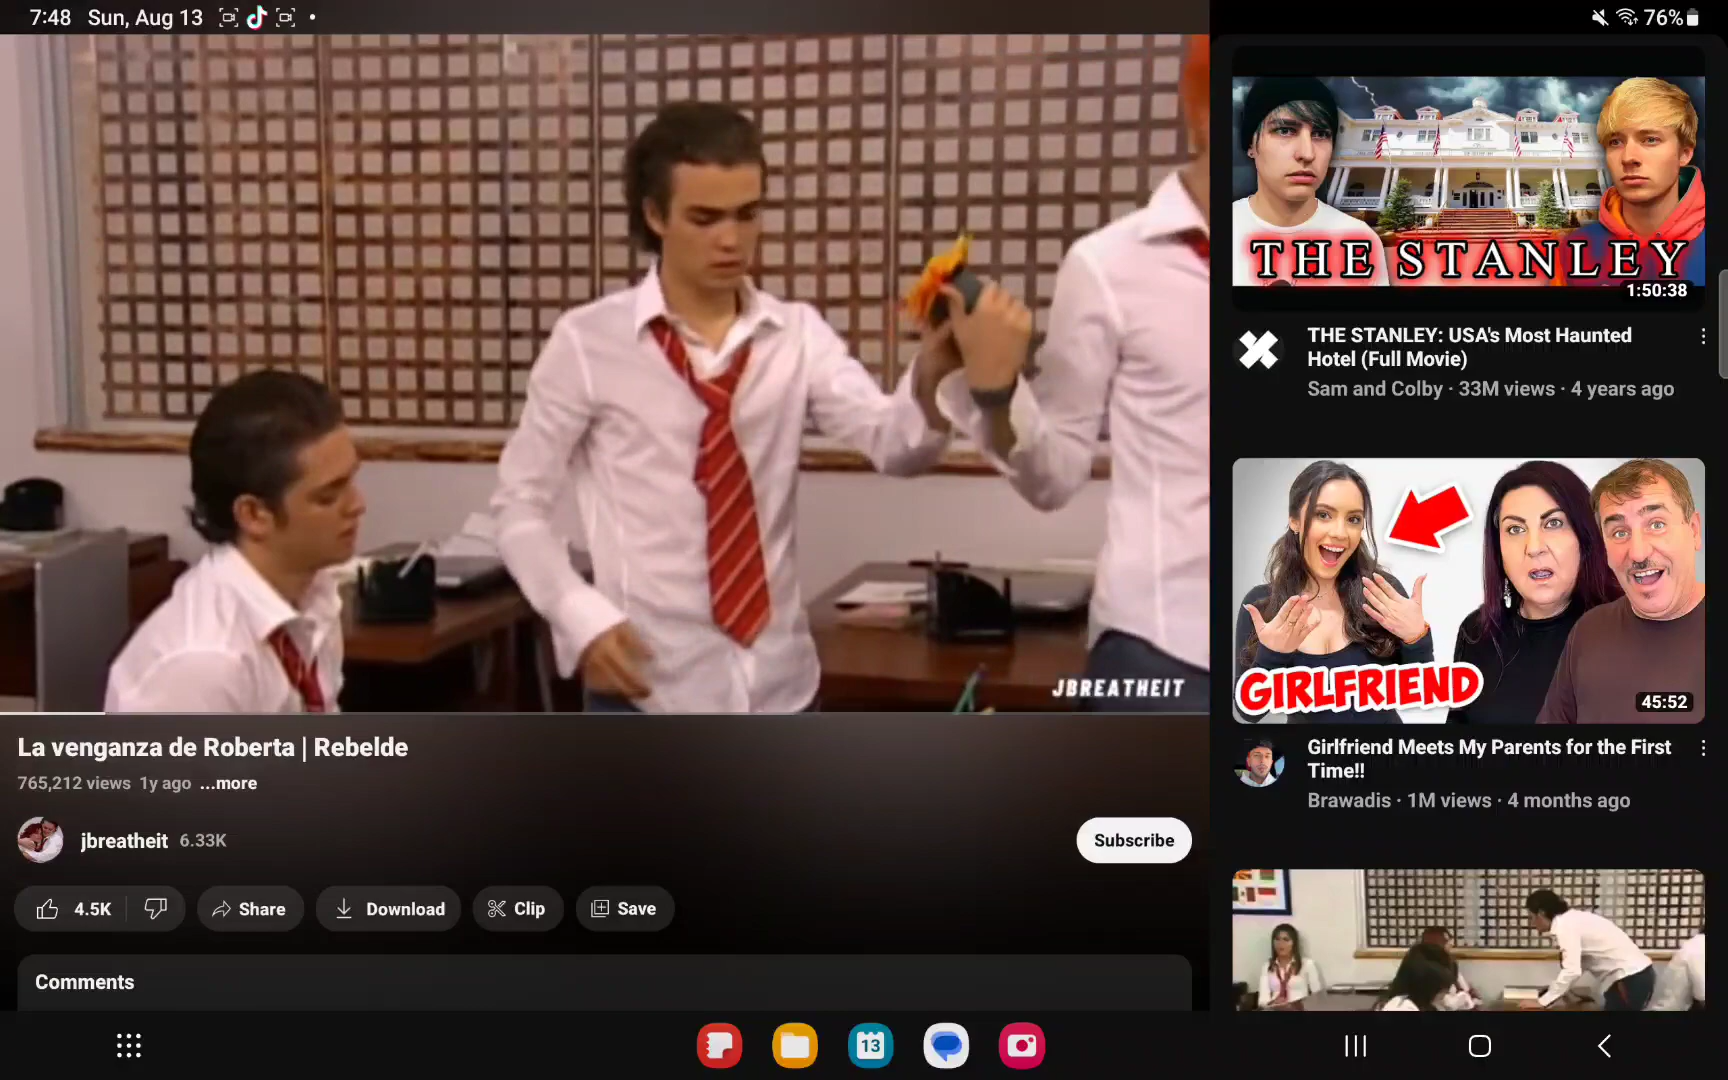 7:48 Sun, Aug 13
76%
JBREATHEIT
La venganza de Roberta | Rebelde
765,212 views 1y ago ...more
jbreatheit 6.33K
Subscribe
4.5K
Share
Download
Clip
Save
Comments
THE STANLEY
1:50:38
THE STANLEY: USA's Most Haunted
Hotel (Full Movie)
Sam and Colby · 33M views · 4 years ago
GIRLFRIEND
45:52
Girlfriend Meets My Parents for the First
Time!!
Brawadis · 1M views · 4 months ago
13